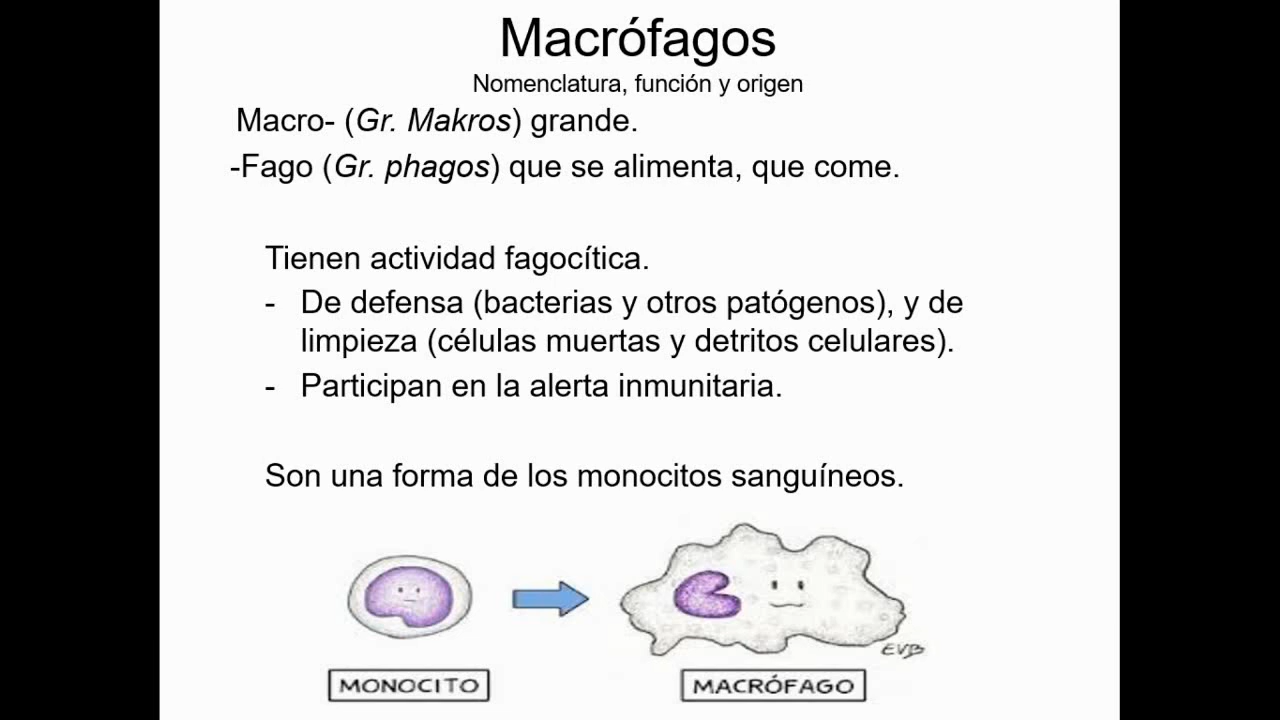 Macrófagos
Nomenclatura, función y origen
Macro- (Gr. Makros) grande.
-Fago (Gr. phagos) que se alimenta, que come.
Tienen actividad fagocítica.
- De defensa (bacterias y otros patógenos), y de
limpieza (células muertas y detritos celulares).
- Participan en la alerta inmunitaria.
Son una forma de los monocitos sanguíneos.
EVB
MONOCITO
MACRÓFAGO